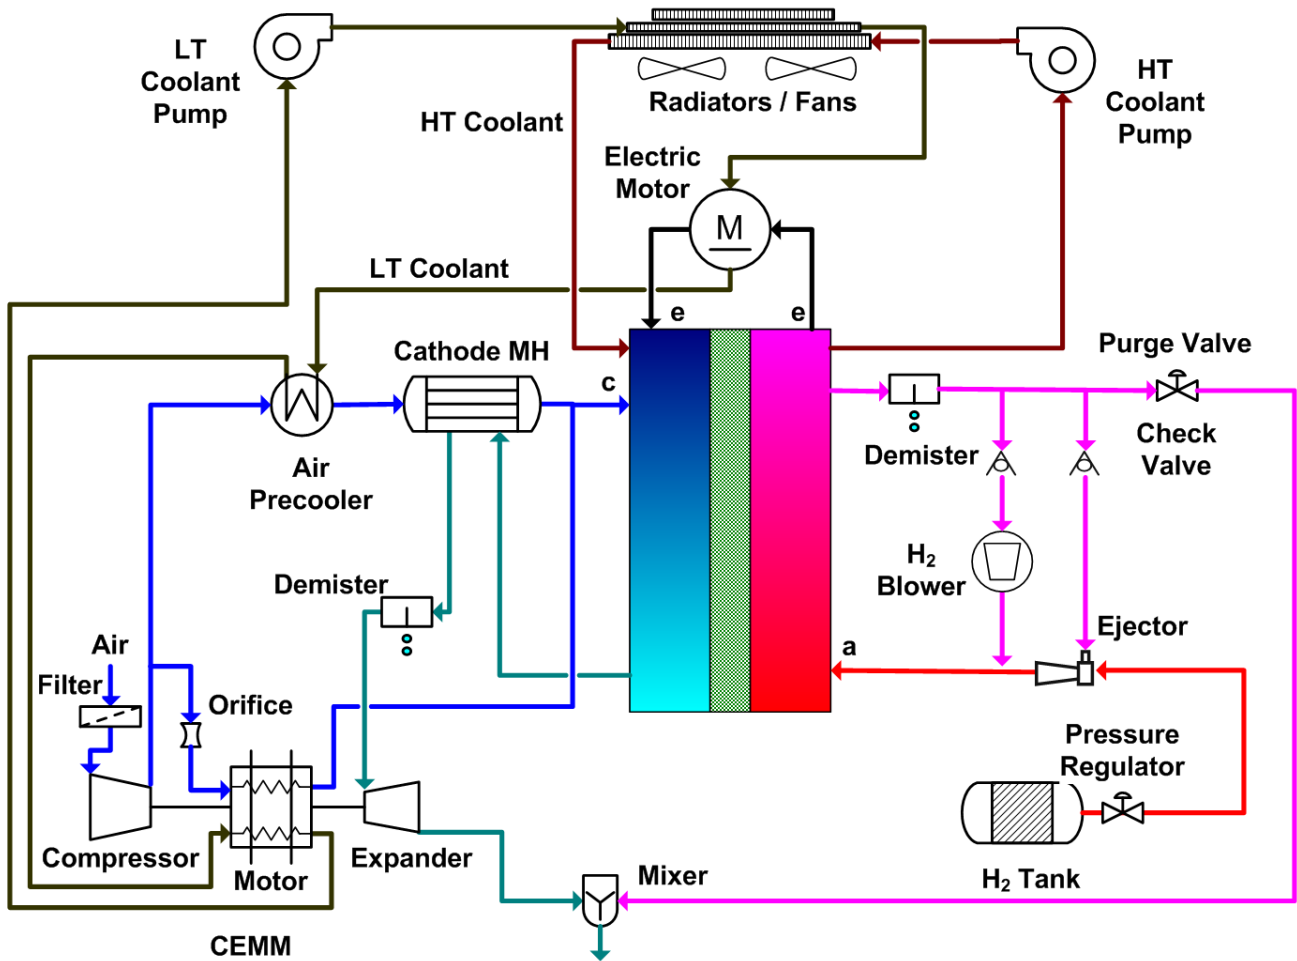 LT
Coolant
Pump
Radiators / Fans
HT
Coolant
Pump
HT Coolant
Electric
Motor
M
LT Coolant
e
e
Cathode MH
c
Purge Valve
Check
Valve
Demister
Air
Precooler
H₂
Blower
Demister
Ejector
a
Air
Filter
Orifice
Pressure
Regulator
Compressor
Motor
Expander
Mixer
H₂ Tank
CEMM